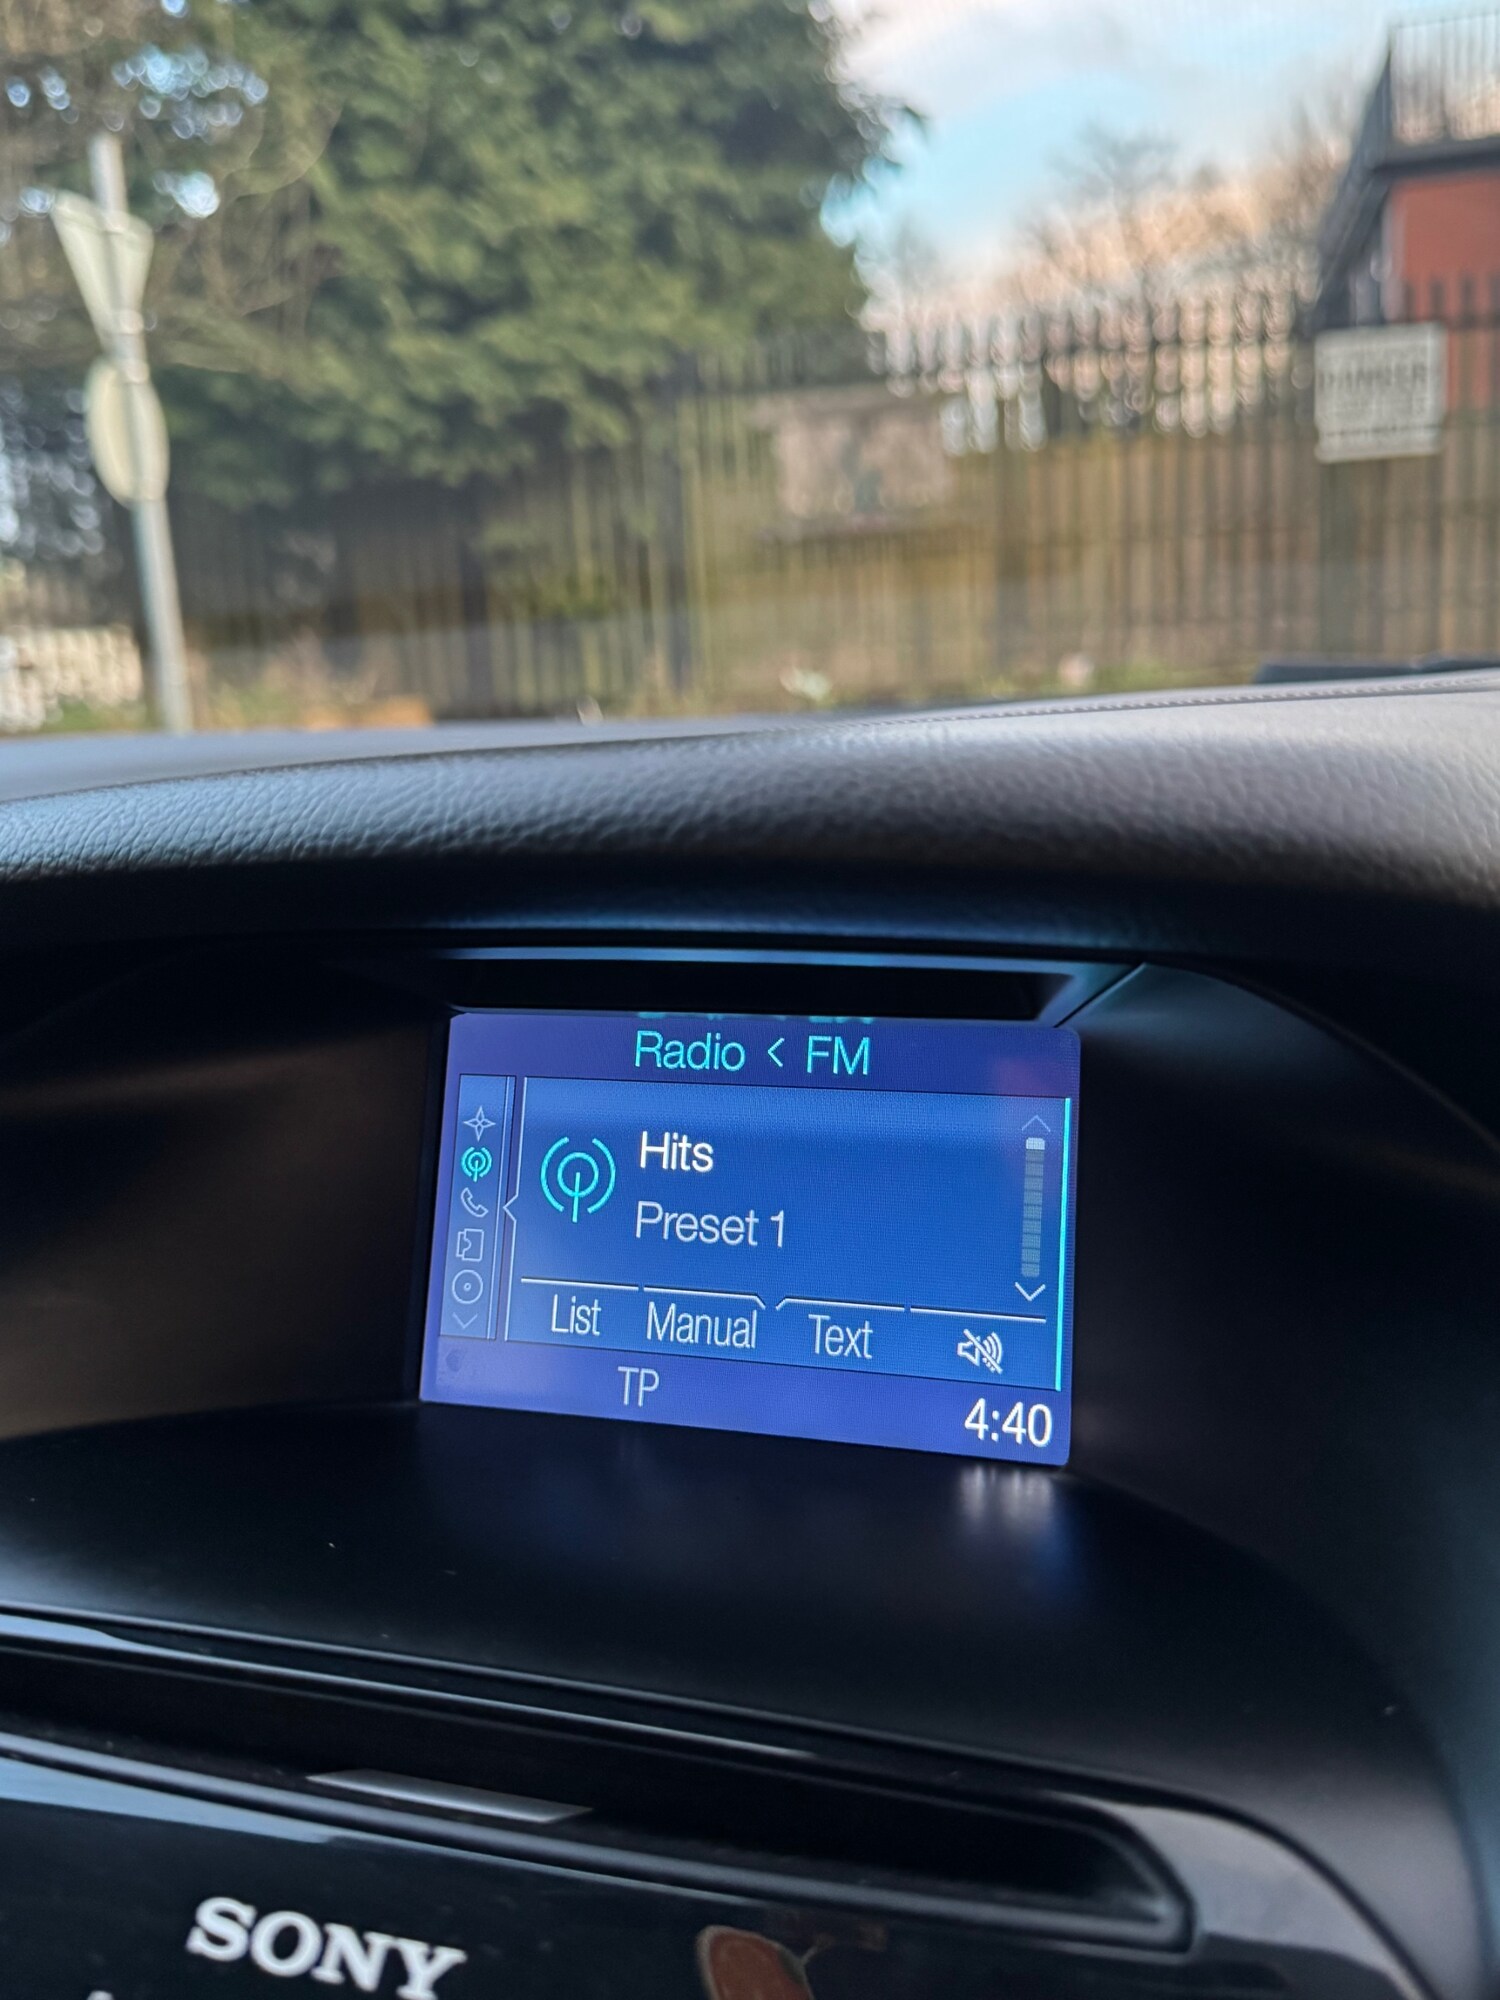 DANGER
Radio < FM
Hits
Preset 1
List Manual Text
TP
4:40
SONY